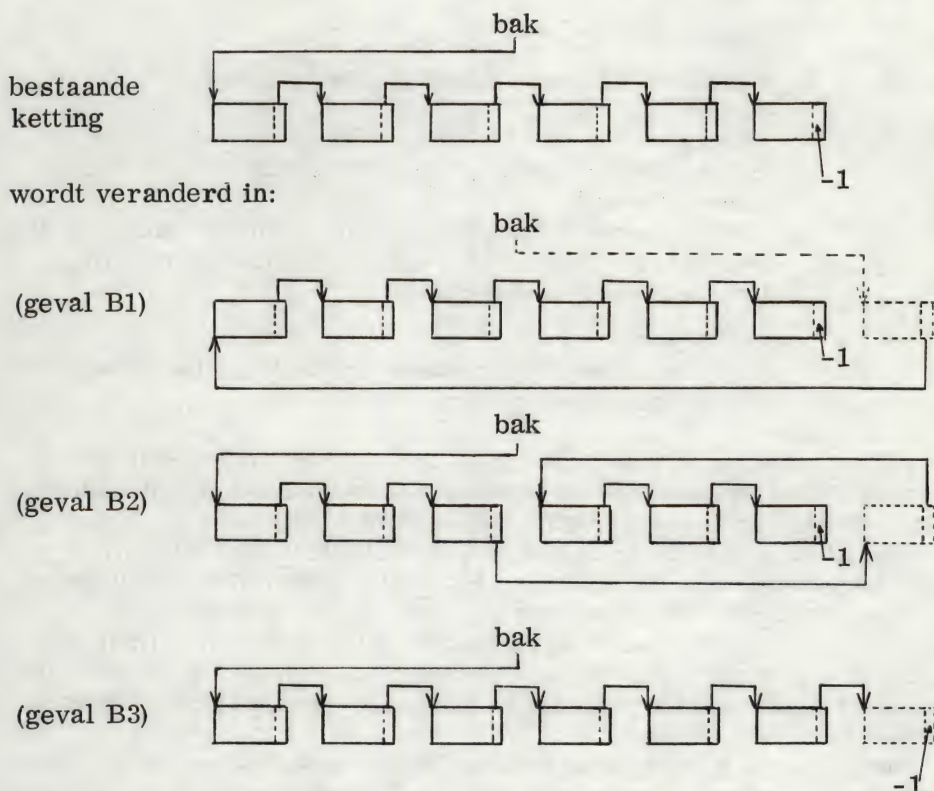 bak
bestaande
ketting
-1
wordt veranderd in:
bak
(geval B1)
-1
bak
(geval B2)
-1
bak
(geval B3)
-1